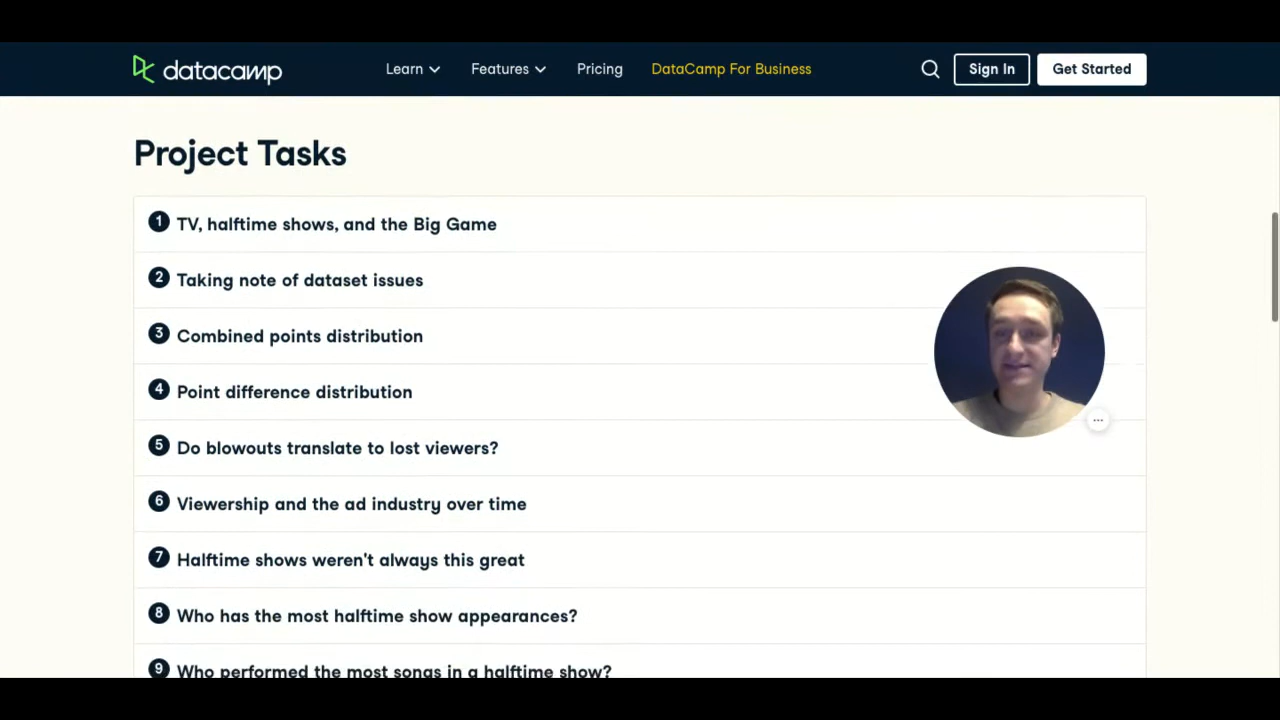 datacamp Learn Features Pricing DataCamp For Business Sign In Get Started
Project Tasks
1 TV, halftime shows, and the Big Game
2 Taking note of dataset issues
3 Combined points distribution
4 Point difference distribution
5 Do blowouts translate to lost viewers?
6 Viewership and the ad industry over time
7 Halftime shows weren't always this great
8 Who has the most halftime show appearances?
9 Who performed the most songs in a halftime show?